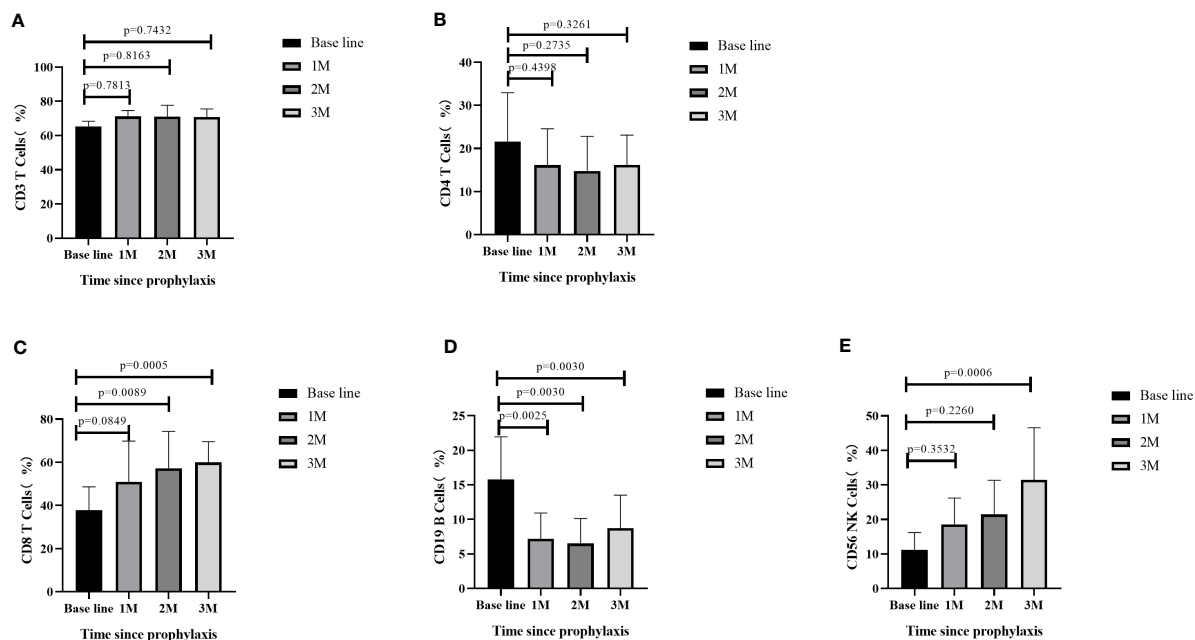 A
p=0.7432
p=0.8163
p=0.7813
CD3 T Cells( %)
100
80
60
40
20
0
Base line 1M 2M 3M
Time since prophylaxis
Base line
1M
2M
3M
B
p=0.3261
p=0.2735
p=0.4398
CD4 T Cells( %)
40
30
20
10
0
Base line 1M 2M 3M
Time since prophylaxis
Base line
1M
2M
3M
C
p=0.0005
p=0.0089
p=0.0849
CD8 T Cells( %)
80
60
40
20
0
Base line 1M 2M 3M
Time since prophylaxis
Base line
1M
2M
3M
D
p=0.0030
p=0.0030
p=0.0025
CD19 B Cells( %)
25
20
15
10
5
0
Base line 1M 2M 3M
Time since prophylaxis
Base line
1M
2M
3M
E
p=0.0006
p=0.2260
p=0.3532
CD56 NK Cells( %)
50
40
30
20
10
0
Base line 1M 2M 3M
Time since prophylaxis
Base line
1M
2M
3M